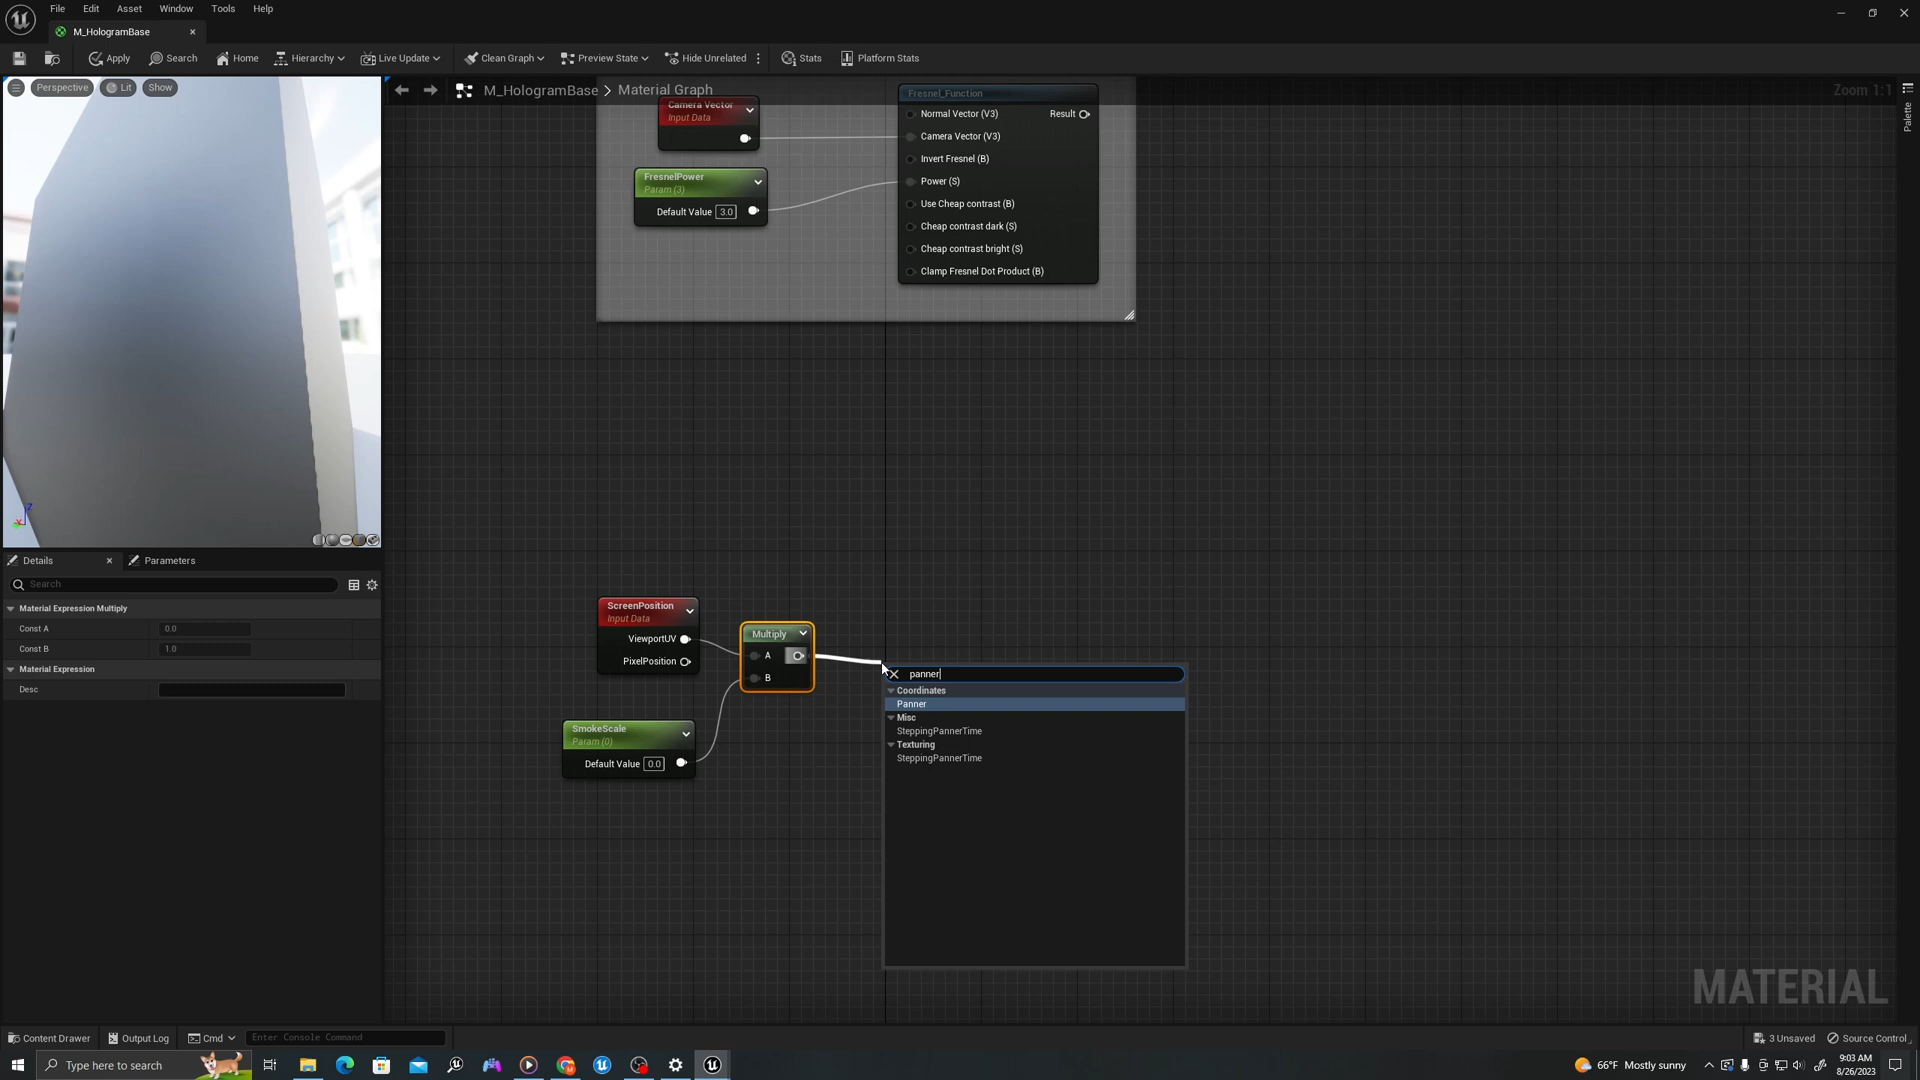 File Edit Asset Window Tools Help
M_HologramBase
Apply Search Home Hierarchy Live Update Clean Graph Preview State Hide Unrelated Stats Platform Stats
Perspective Lit Show
M_HologramBase > Material Graph
Zoom 1:1
Palette
Camera Vector
Input Data
FresnelPower
Param (3)
Default Value 3.0
Fresnel_Function
Normal Vector (V3) Result
Camera Vector (V3)
Invert Fresnel (B)
Power (S)
Use Cheap contrast (B)
Cheap contrast dark (S)
Cheap contrast bright (S)
Clamp Fresnel Dot Product (B)
Z
X
Details Parameters
Search
Material Expression Multiply
Const A 0.0
Const B 1.0
Material Expression
Desc
ScreenPosition
Input Data
ViewportUV
PixelPosition
Multiply
A
B
SmokeScale
Param (0)
Default Value 0.0
panner
Coordinates
Panner
Misc
SteppingPannerTime
Texturing
SteppingPannerTime
MATERIAL
Content Drawer Output Log Cmd Enter Console Command 3 Unsaved Source Control
Type here to search 66°F Mostly sunny 9:03 AM
8/26/2023